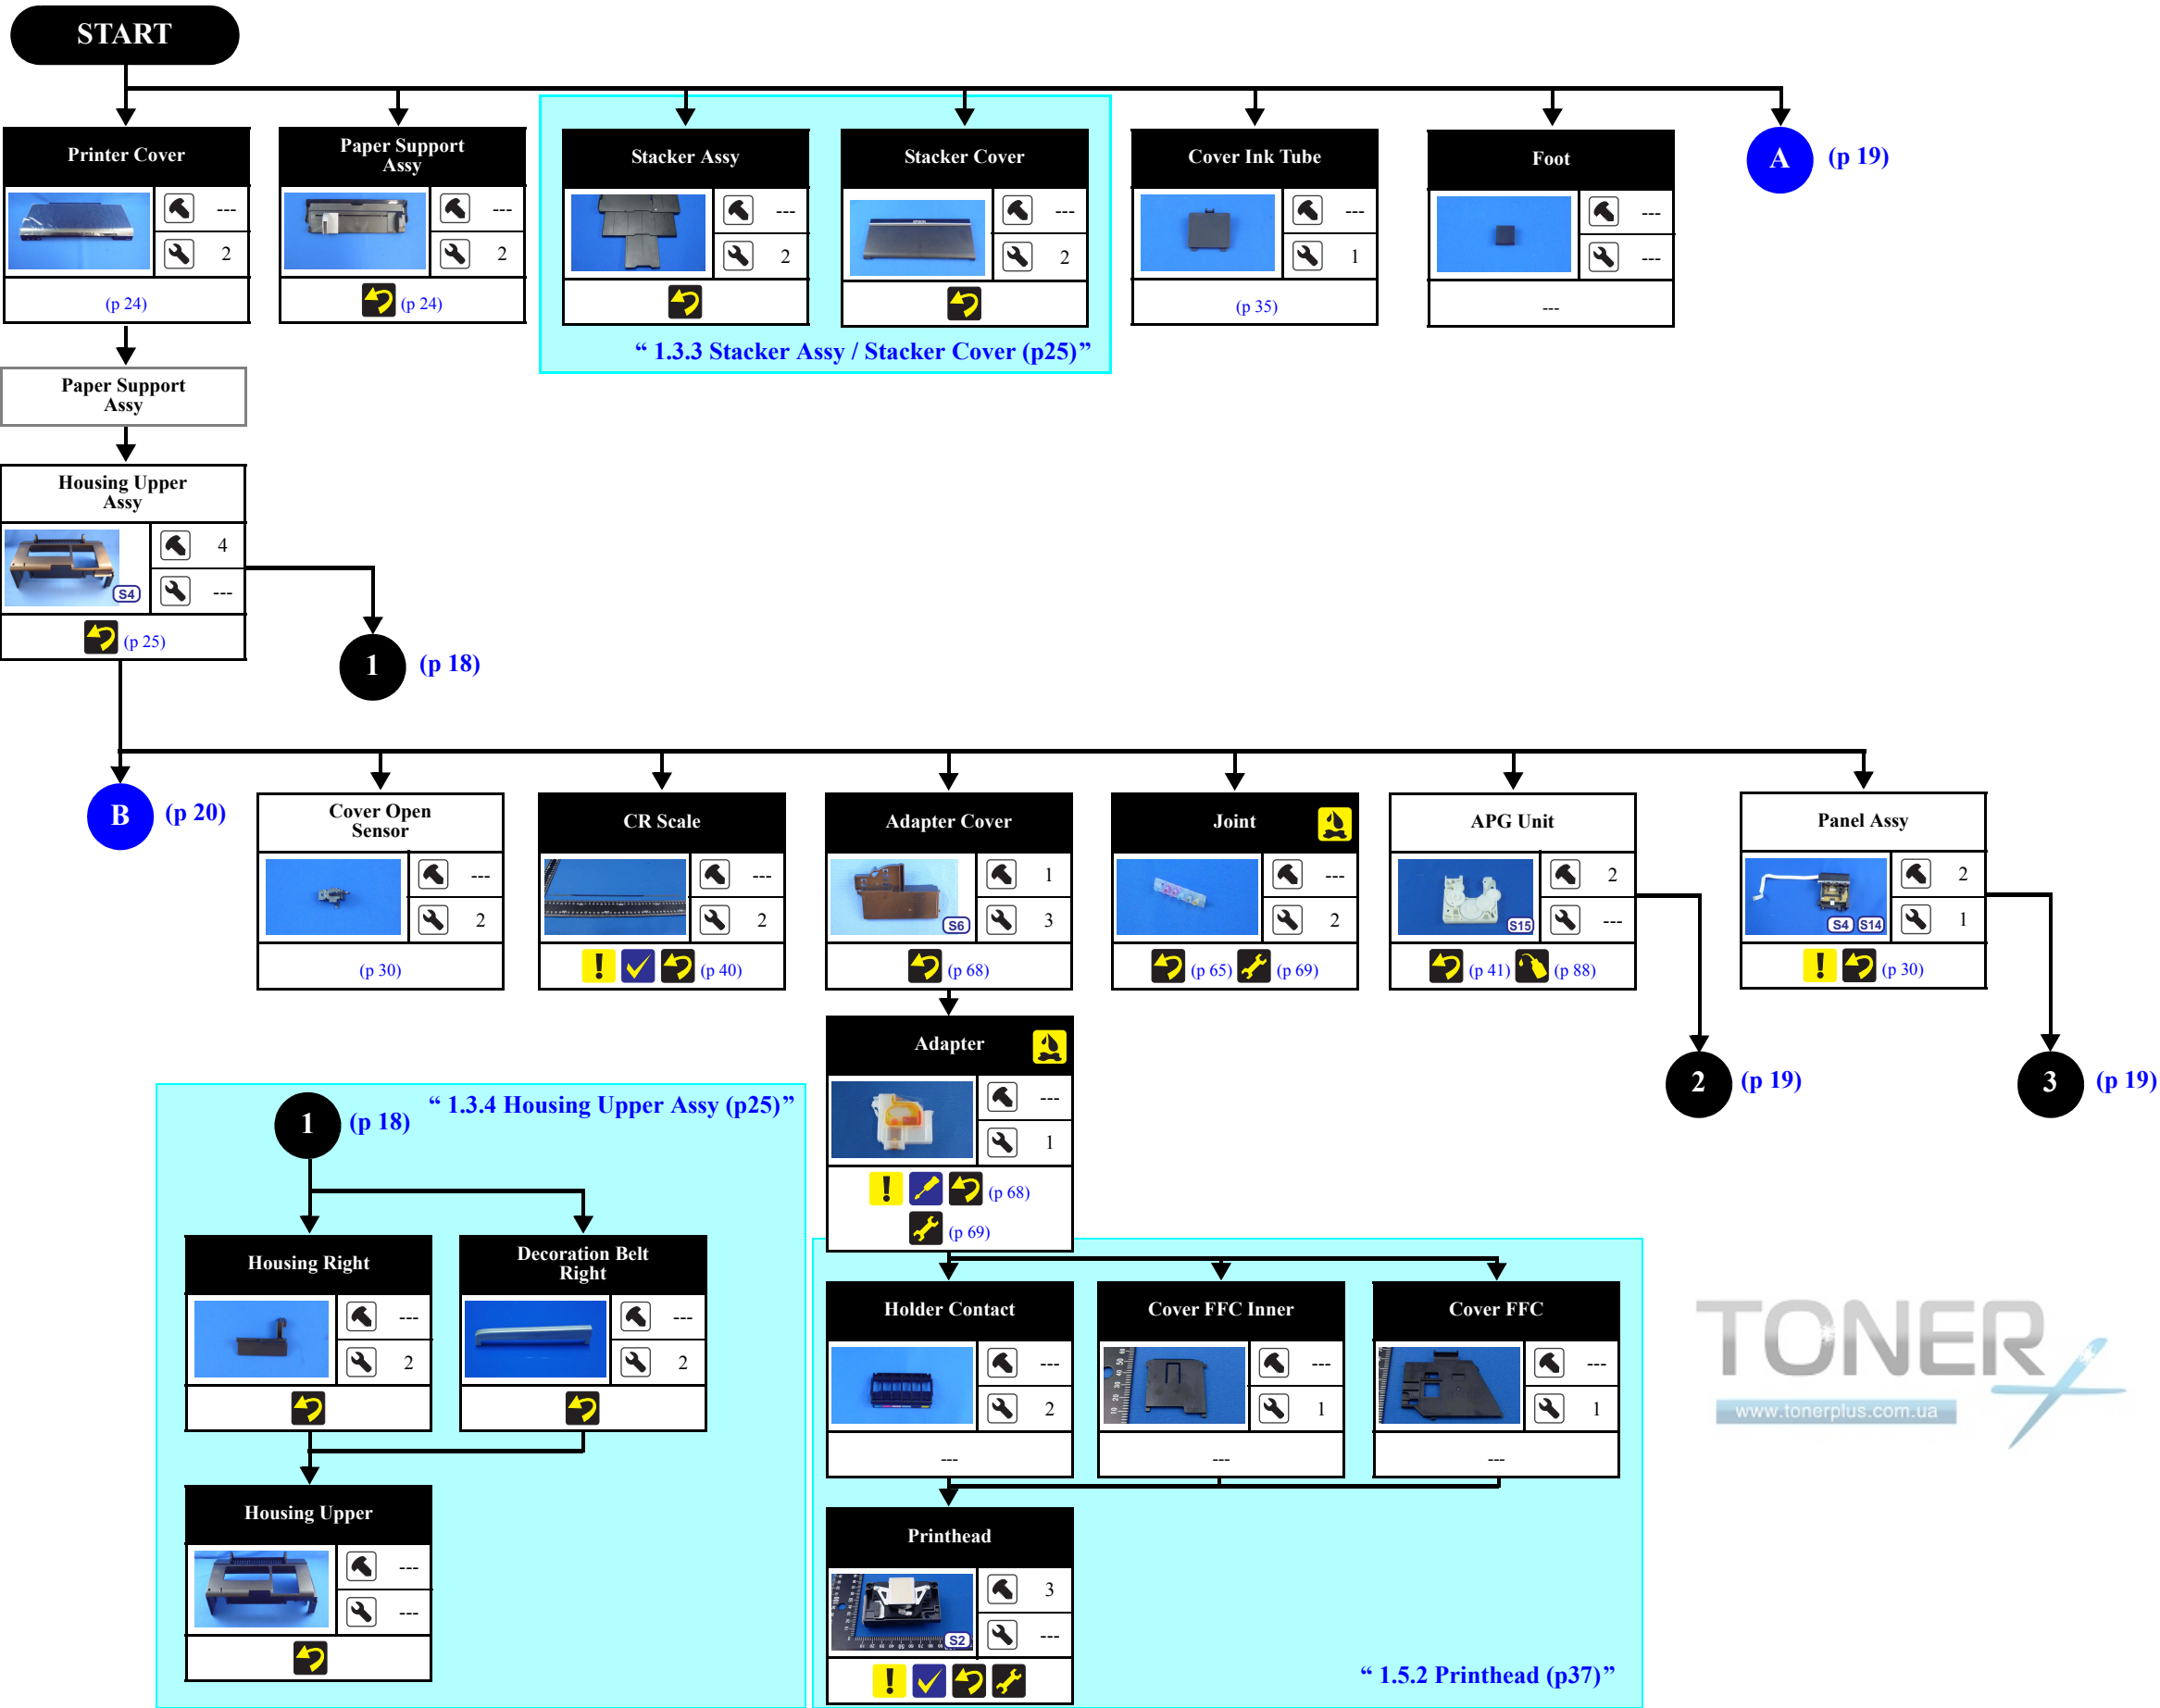 START
Printer Cover
---
2
(p 24)
Paper Support
Assy
---
2
(p 24)
Stacker Assy
---
2
Stacker Cover
---
2
“ 1.3.3 Stacker Assy / Stacker Cover (p25)”
Cover Ink Tube
---
1
(p 35)
Foot
---
---
---
A
(p 19)
Paper Support
Assy
Housing Upper
Assy
S4
4
---
(p 25)
1
(p 18)
B
(p 20)
Cover Open
Sensor
---
2
(p 30)
CR Scale
---
2
(p 40)
Adapter Cover
S6
1
3
(p 68)
Joint
---
2
(p 65)
(p 69)
APG Unit
S15
2
---
(p 41)
(p 88)
Panel Assy
S4 S14
2
1
(p 30)
2
(p 19)
3
(p 19)
Adapter
---
1
(p 68)
(p 69)
1
(p 18)
“ 1.3.4 Housing Upper Assy (p25)”
Housing Right
---
2
Decoration Belt
Right
---
2
Housing Upper
---
---
Holder Contact
---
2
---
Cover FFC Inner
---
1
---
Cover FFC
---
1
---
Printhead
S2
3
---
“ 1.5.2 Printhead (p37)”
TONER
www.tonerplus.com.ua